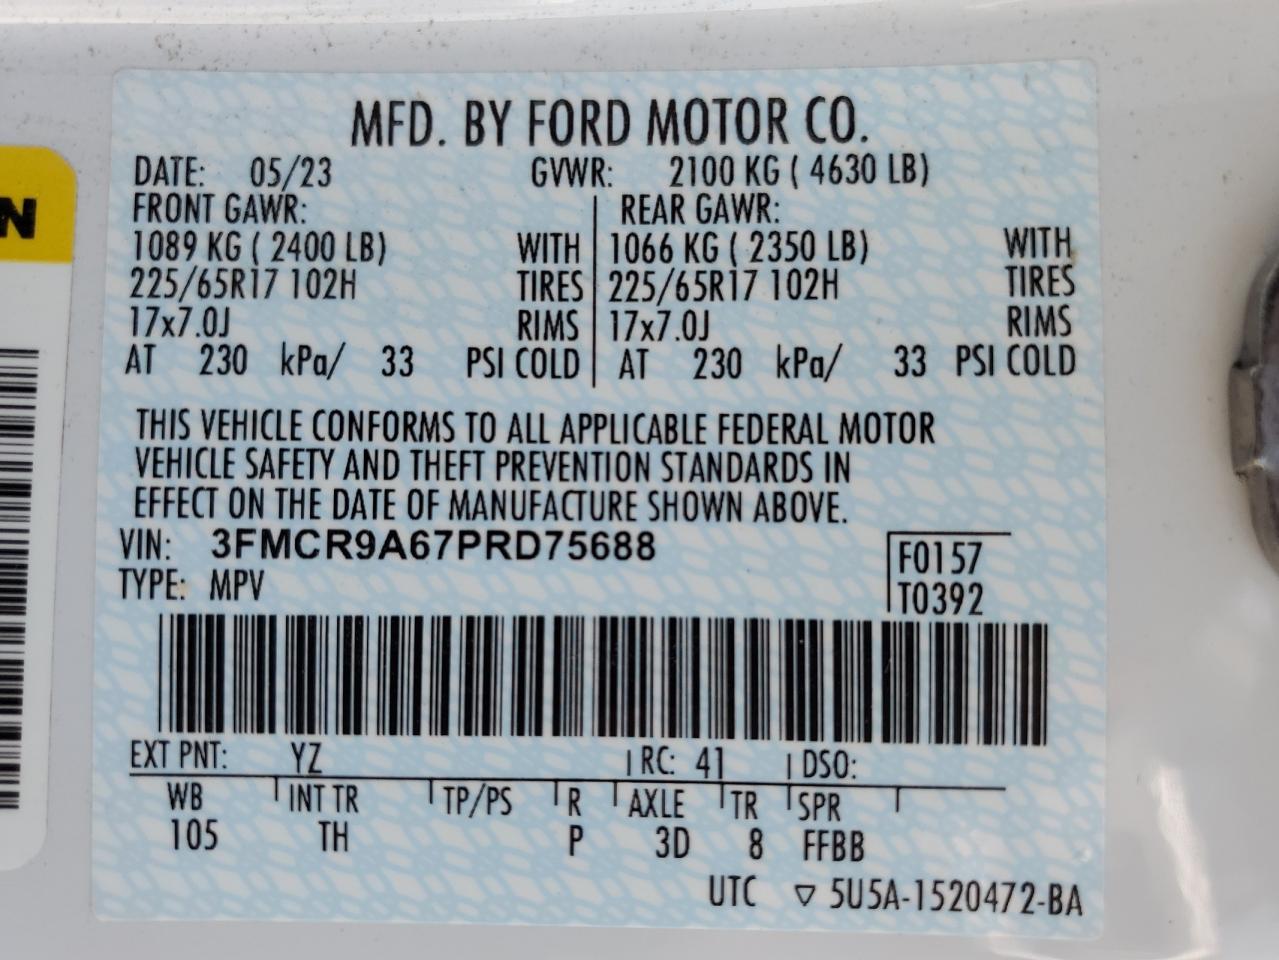 MFD. BY FORD MOTOR CO.
DATE: 05/23 GVWR: 2100 KG ( 4630 LB)
FRONT GAWR: REAR GAWR:
1089 KG ( 2400 LB) WITH 1066 KG ( 2350 LB) WITH
225/65R17 102H TIRES 225/65R17 102H TIRES
17x7.0J RIMS 17x7.0J RIMS
AT 230 kPa/ 33 PSI COLD AT 230 kPa/ 33 PSI COLD
THIS VEHICLE CONFORMS TO ALL APPLICABLE FEDERAL MOTOR
VEHICLE SAFETY AND THEFT PREVENTION STANDARDS IN
EFFECT ON THE DATE OF MANUFACTURE SHOWN ABOVE.
VIN: 3FMCR9A67PRD75688 F0157
TYPE: MPV T0392
EXT PNT: YZ RC: 41 DSO:
WB INT TR TP/PS R AXLE TR SPR
105 TH P 3D 8 FFBB
UTC ▽ 5U5A-1520472-BA
N